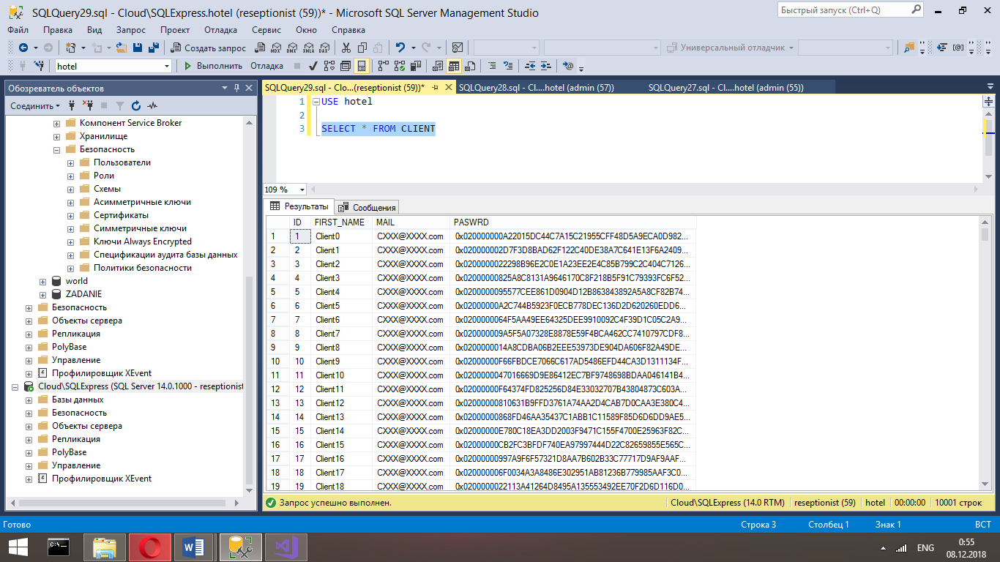 SQLQuery29.sql - Cloud\SQLExpress.hotel (reseptionist (59))* - Microsoft SQL Server Management Studio
Быстрый запуск (Ctrl+Q)
Файл Правка Вид Запрос Проект Отладка Сервис Окно Справка
Создать запрос MDX DMX XMLA DAX Универсальный отладчик
hotel Выполнить Отладка
Обозреватель объектов
Соединить
Компонент Service Broker
Хранилище
Безопасность
Пользователи
Роли
Схемы
Асимметричные ключи
Сертификаты
Симметричные ключи
Ключи Always Encrypted
Спецификации аудита базы данных
Политики безопасности
world
ZADANIE
Безопасность
Объекты сервера
Репликация
PolyBase
Управление
Профилировщик XEvent
Cloud\SQLExpress (SQL Server 14.0.1000 - reseptionist
Базы данных
Безопасность
Объекты сервера
Репликация
PolyBase
Управление
Профилировщик XEvent
SQLQuery29.sql - Clo...(reseptionist (59))* SQLQuery28.sql - Cl....hotel (admin (57)) SQLQuery27.sql - Cl....hotel (admin (55))
1 USE hotel
2
3 SELECT * FROM CLIENT
109 %
Результаты Сообщения
ID FIRST_NAME MAIL PASWRD
1 1 Client0 CXXX@XXXX.com 0x020000000A22015DC44C7A15C21955CFF48D5A9ECA0D982...
2 2 Client1 CXXX@XXXX.com 0x020000002D7F3D8BAD62F122C40DE38A7C641E13F6A2409...
3 3 Client2 CXXX@XXXX.com 0x02000000022298B96E2C0E1A23EE2E4C85B799C2C404C7126...
4 4 Client3 CXXX@XXXX.com 0x02000000825A8C8131A9646170C8F218B5F91C79393FC6F52...
5 5 Client4 CXXX@XXXX.com 0x0200000095577CEE861D0904D12B863843892A5A8CF82B74...
6 6 Client5 CXXX@XXXX.com 0x02000000A2C744B5923F0ECB778DEC136D2D620260EDD6...
7 7 Client6 CXXX@XXXX.com 0x0200000064F5AA49EE64325DEE9910092C4F39D1C05C2A9...
8 8 Client7 CXXX@XXXX.com 0x020000009A5F5A07328E8878E59F4BCA462CC7410797CDF8...
9 9 Client8 CXXX@XXXX.com 0x0200000014A8CDBA06B2EEE53973DE904DA606F82A49DE...
10 10 Client9 CXXX@XXXX.com 0x02000000F66FBDCE7066C617AD5486EFD44CA3D1311134F...
11 11 Client10 CXXX@XXXX.com 0x0200000047016669D9E86412EC7BF9748698BDAA046141B4...
12 12 Client11 CXXX@XXXX.com 0x02000000F64374FD825256D84E33032707B43804873C603A...
13 13 Client12 CXXX@XXXX.com 0x02000000810631B9FFD3761A74AA2D4CAB7D0CAA3E380C4...
14 14 Client13 CXXX@XXXX.com 0x02000000868FD46AA35437C1ABB1C11589F85D6D6DD9AE5...
15 15 Client14 CXXX@XXXX.com 0x02000000E780C18EA3DD2003F9471C155F4700E25963F82C...
16 16 Client15 CXXX@XXXX.com 0x02000000CB2FC3BFDF740EA97997444D22C82659855E565C...
17 17 Client16 CXXX@XXXX.com 0x02000000997A9F6F57321D8AA7B602B33C77717D9AF9AAF...
18 18 Client17 CXXX@XXXX.com 0x020000006F0034A3A8486E302951AB81236B779985AAF3C0...
19 19 Client18 CXXX@XXXX.com 0x0200000022113A41264D8495A135553492EE70F2D6D116D0...
Запрос успешно выполнен. Cloud\SQLExpress (14.0 RTM) reseptionist (59) hotel 00:00:00 10001 строк
Готово Строка 3 Столбец 1 Знак 1 ВСТ
ENG 0:55
08.12.2018